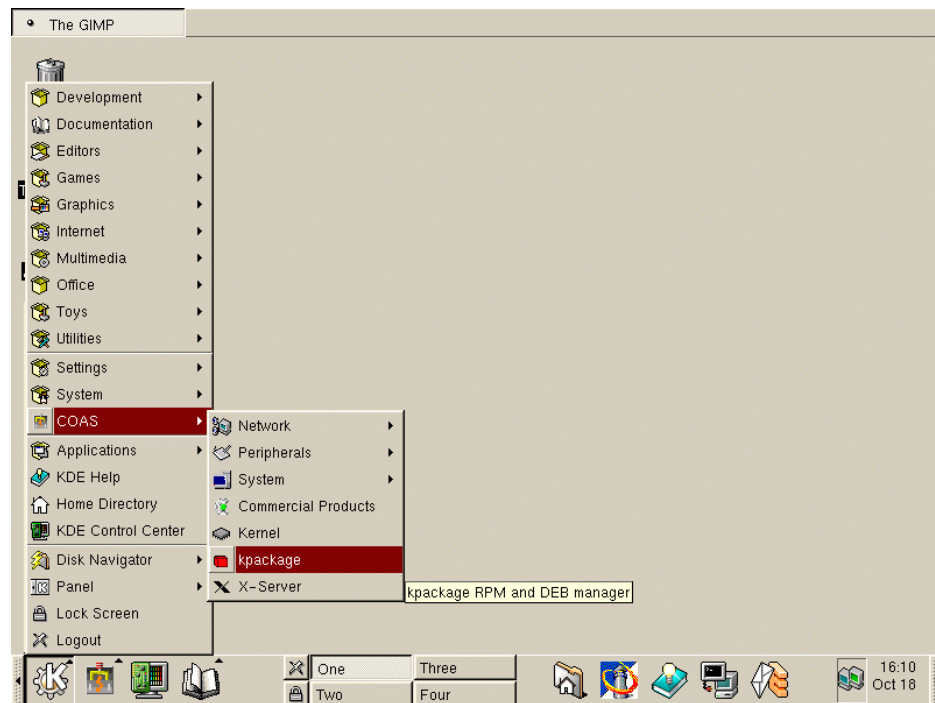 The GIMP
Development
Documentation
Editors
Games
Graphics
Internet
Multimedia
Office
Toys
Utilities
Settings
System
COAS
Applications
KDE Help
Home Directory
KDE Control Center
Disk Navigator
Panel
Lock Screen
Logout
Network
Peripherals
System
Commercial Products
Kernel
kpackage
X-Server
kpackage RPM and DEB manager
One
Three
Two
Four
16:10
Oct 18